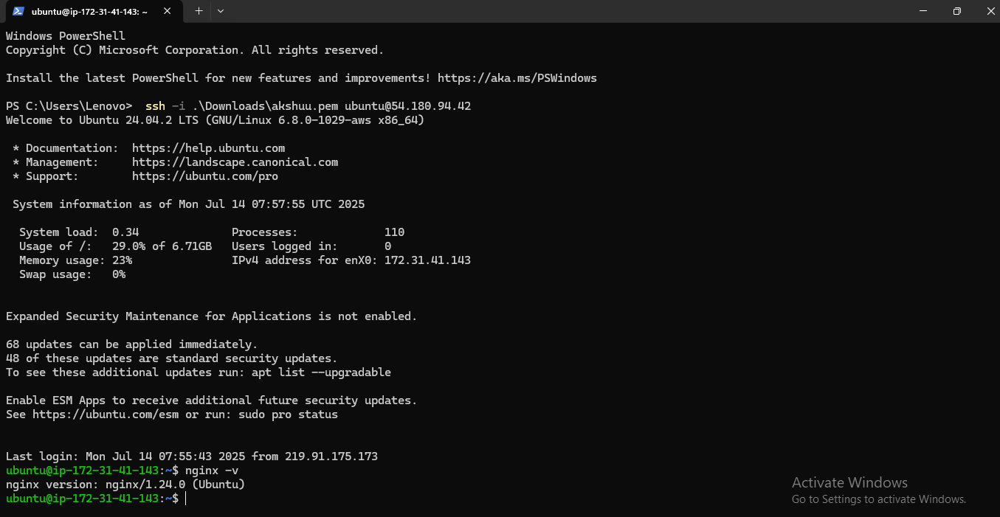 ubuntu@ip-172-31-41-143: ~
Windows PowerShell
Copyright (C) Microsoft Corporation. All rights reserved.
Install the latest PowerShell for new features and improvements! https://aka.ms/PSWindows
PS C:\Users\Lenovo>  ssh -i .\Downloads\akshuu.pem ubuntu@54.180.94.42
Welcome to Ubuntu 24.04.2 LTS (GNU/Linux 6.8.0-1029-aws x86_64)
 * Documentation:  https://help.ubuntu.com
 * Management:     https://landscape.canonical.com
 * Support:        https://ubuntu.com/pro
 System information as of Mon Jul 14 07:57:55 UTC 2025
  System load:  0.34              Processes:             110
  Usage of /:   29.0% of 6.71GB   Users logged in:       0
  Memory usage: 23%               IPv4 address for enX0: 172.31.41.143
  Swap usage:   0%
Expanded Security Maintenance for Applications is not enabled.
68 updates can be applied immediately.
48 of these updates are standard security updates.
To see these additional updates run: apt list --upgradable
Enable ESM Apps to receive additional future security updates.
See https://ubuntu.com/esm or run: sudo pro status
Last login: Mon Jul 14 07:55:43 2025 from 219.91.175.173
ubuntu@ip-172-31-41-143:~$ nginx -v
nginx version: nginx/1.24.0 (Ubuntu)
ubuntu@ip-172-31-41-143:~$
Activate Windows
Go to Settings to activate Windows.